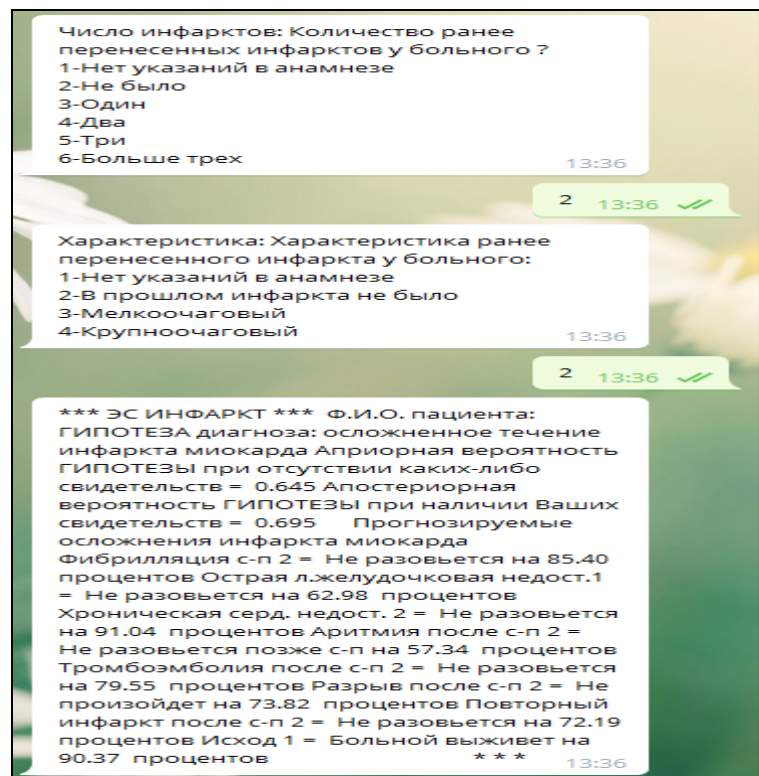 Число инфарктов: Количество ранее
перенесенных инфарктов у больного ?
1-Нет указаний в анамнезе
2-Не было
3-Один
4-Два
5-Три
6-Больше трех
13:36
2 13:36
Характеристика: Характеристика ранее
перенесенного инфаркта у больного:
1-Нет указаний в анамнезе
2-В прошлом инфаркта не было
3-Мелкоочаговый
4-Крупноочаговый
13:36
2 13:36
*** ЭС ИНФАРКТ *** Ф.И.О. пациента:
ГИПОТЕЗА диагноза: осложненное течение
инфаркта миокарда Априорная вероятность
ГИПОТЕЗЫ при отсутствии каких-либо
свидетельств = 0.645 Апостериорная
вероятность ГИПОТЕЗЫ при наличии Ваших
свидетельств = 0.695 Прогнозируемые
осложнения инфаркта миокарда
Фибрилляция с-п 2 = Не разовьется на 85.40
процентов Острая л.желудочковая недост.1
= Не разовьется на 62.98 процентов
Хроническая серд. недост. 2 = Не разовьется
на 91.04 процентов Аритмия после с-п 2 =
Не разовьется позже с-п на 57.34 процентов
Тромбоэмболия после с-п 2 = Не разовьется
на 79.55 процентов Разрыв после с-п 2 = Не
произойдет на 73.82 процентов Повторный
инфаркт после с-п 2 = Не разовьется на 72.19
процентов Исход 1 = Больной выживет на
90.37 процентов * * *
13:36